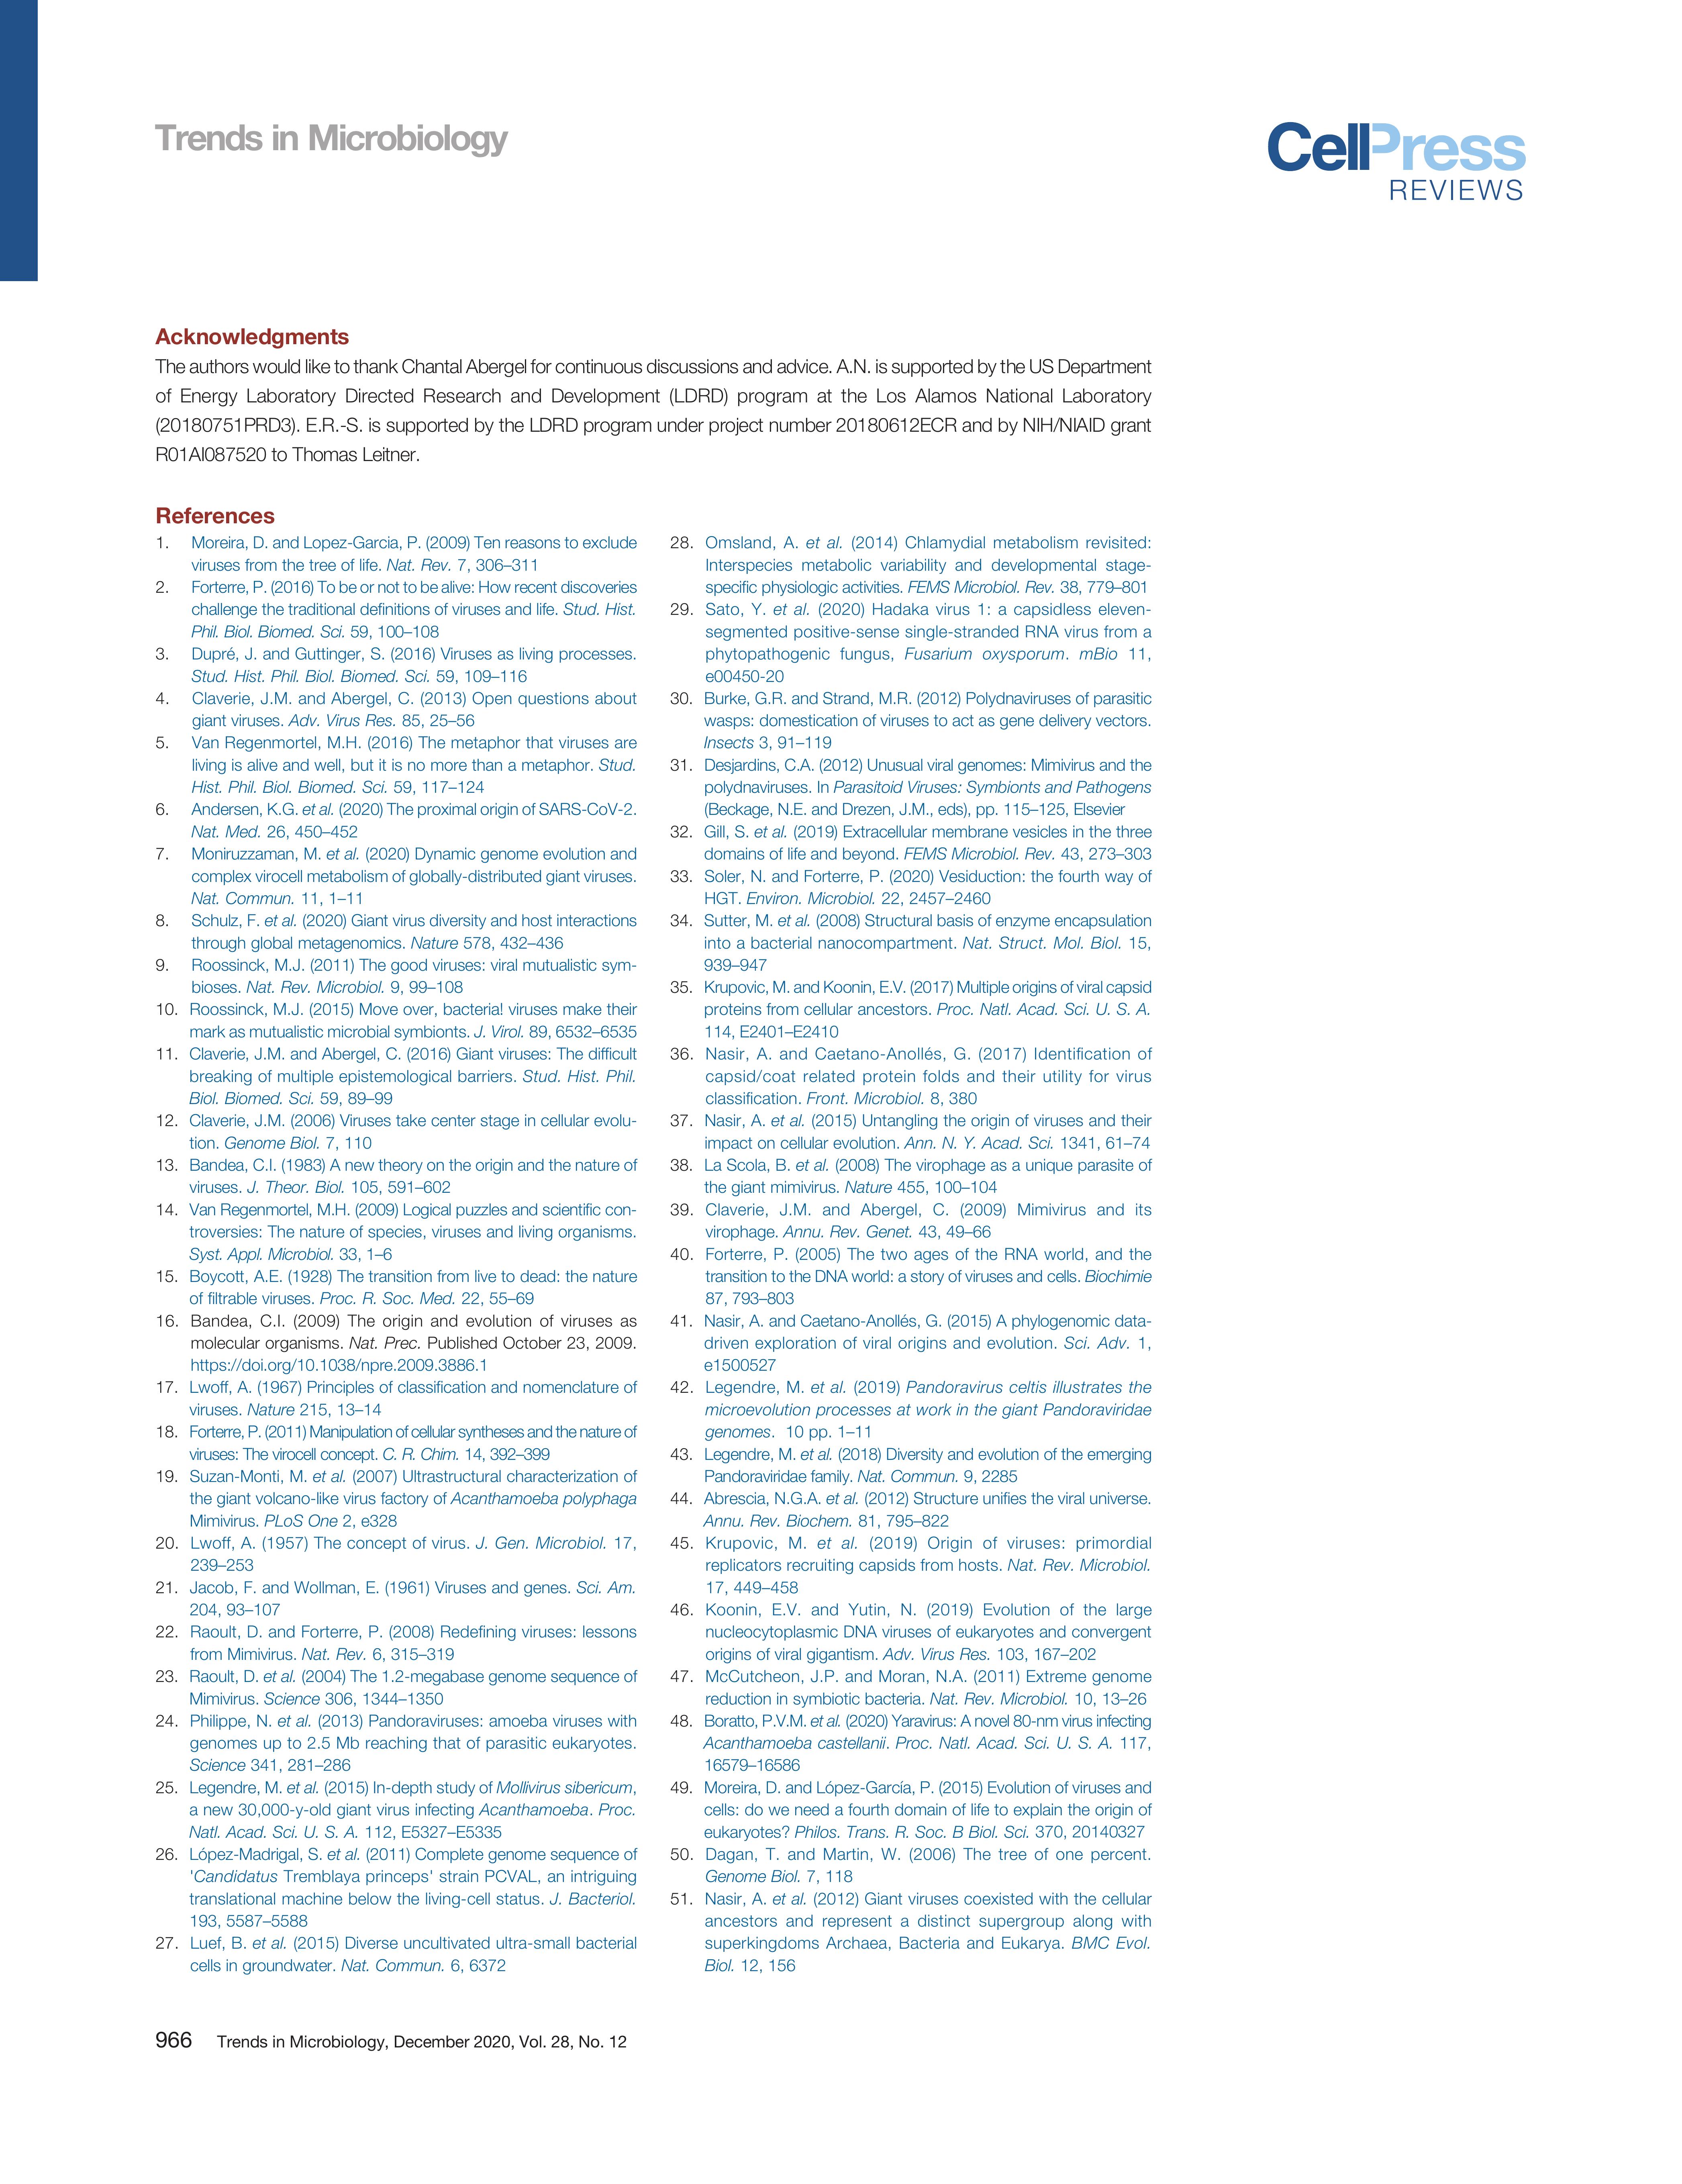 Trends in Microbiology
CellPress
REVIEWS
Acknowledgments
The authors would like to thank Chantal Abergel for continuous discussions and advice. A.N. is supported by the US Department
of Energy Laboratory Directed Research and Development (LDRD) program at the Los Alamos National Laboratory
(20180751PRD3). E.R.-S. is supported by the LDRD program under project number 20180612ECR and by NIH/NIAID grant
R01AI087520 to Thomas Leitner.
References
1. Moreira, D. and Lopez-Garcia, P. (2009) Ten reasons to exclude
viruses from the tree of life. Nat. Rev. 7, 306–311
2. Forterre, P. (2016) To be or not to be alive: How recent discoveries
challenge the traditional definitions of viruses and life. Stud. Hist.
Phil. Biol. Biomed. Sci. 59, 100–108
3. Dupré, J. and Guttinger, S. (2016) Viruses as living processes.
Stud. Hist. Phil. Biol. Biomed. Sci. 59, 109–116
4. Claverie, J.M. and Abergel, C. (2013) Open questions about
giant viruses. Adv. Virus Res. 85, 25–56
5. Van Regenmortel, M.H. (2016) The metaphor that viruses are
living is alive and well, but it is no more than a metaphor. Stud.
Hist. Phil. Biol. Biomed. Sci. 59, 117–124
6. Andersen, K.G. et al. (2020) The proximal origin of SARS-CoV-2.
Nat. Med. 26, 450–452
7. Moniruzzaman, M. et al. (2020) Dynamic genome evolution and
complex virocell metabolism of globally-distributed giant viruses.
Nat. Commun. 11, 1–11
8. Schulz, F. et al. (2020) Giant virus diversity and host interactions
through global metagenomics. Nature 578, 432–436
9. Roossinck, M.J. (2011) The good viruses: viral mutualistic sym-
bioses. Nat. Rev. Microbiol. 9, 99–108
10. Roossinck, M.J. (2015) Move over, bacteria! viruses make their
mark as mutualistic microbial symbionts. J. Virol. 89, 6532–6535
11. Claverie, J.M. and Abergel, C. (2016) Giant viruses: The difficult
breaking of multiple epistemological barriers. Stud. Hist. Phil.
Biol. Biomed. Sci. 59, 89–99
12. Claverie, J.M. (2006) Viruses take center stage in cellular evolu-
tion. Genome Biol. 7, 110
13. Bandea, C.I. (1983) A new theory on the origin and the nature of
viruses. J. Theor. Biol. 105, 591–602
14. Van Regenmortel, M.H. (2009) Logical puzzles and scientific con-
troversies: The nature of species, viruses and living organisms.
Syst. Appl. Microbiol. 33, 1–6
15. Boycott, A.E. (1928) The transition from live to dead: the nature
of filtrable viruses. Proc. R. Soc. Med. 22, 55–69
16. Bandea, C.I. (2009) The origin and evolution of viruses as
molecular organisms. Nat. Prec. Published October 23, 2009.
https://doi.org/10.1038/npre.2009.3886.1
17. Lwoff, A. (1967) Principles of classification and nomenclature of
viruses. Nature 215, 13–14
18. Forterre, P. (2011) Manipulation of cellular syntheses and the nature of
viruses: The virocell concept. C. R. Chim. 14, 392–399
19. Suzan-Monti, M. et al. (2007) Ultrastructural characterization of
the giant volcano-like virus factory of Acanthamoeba polyphaga
Mimivirus. PLoS One 2, e328
20. Lwoff, A. (1957) The concept of virus. J. Gen. Microbiol. 17,
239–253
21. Jacob, F. and Wollman, E. (1961) Viruses and genes. Sci. Am.
204, 93–107
22. Raoult, D. and Forterre, P. (2008) Redefining viruses: lessons
from Mimivirus. Nat. Rev. 6, 315–319
23. Raoult, D. et al. (2004) The 1.2-megabase genome sequence of
Mimivirus. Science 306, 1344–1350
24. Philippe, N. et al. (2013) Pandoraviruses: amoeba viruses with
genomes up to 2.5 Mb reaching that of parasitic eukaryotes.
Science 341, 281–286
25. Legendre, M. et al. (2015) In-depth study of Mollivirus sibericum,
a new 30,000-y-old giant virus infecting Acanthamoeba. Proc.
Natl. Acad. Sci. U. S. A. 112, E5327–E5335
26. López-Madrigal, S. et al. (2011) Complete genome sequence of
'Candidatus Tremblaya princeps' strain PCVAL, an intriguing
translational machine below the living-cell status. J. Bacteriol.
193, 5587–5588
27. Luef, B. et al. (2015) Diverse uncultivated ultra-small bacterial
cells in groundwater. Nat. Commun. 6, 6372
28. Omsland, A. et al. (2014) Chlamydial metabolism revisited:
Interspecies metabolic variability and developmental stage-
specific physiologic activities. FEMS Microbiol. Rev. 38, 779–801
29. Sato, Y. et al. (2020) Hadaka virus 1: a capsidless eleven-
segmented positive-sense single-stranded RNA virus from a
phytopathogenic fungus, Fusarium oxysporum. mBio 11,
e00450-20
30. Burke, G.R. and Strand, M.R. (2012) Polydnaviruses of parasitic
wasps: domestication of viruses to act as gene delivery vectors.
Insects 3, 91–119
31. Desjardins, C.A. (2012) Unusual viral genomes: Mimivirus and the
polydnaviruses. In Parasitoid Viruses: Symbionts and Pathogens
(Beckage, N.E. and Drezen, J.M., eds), pp. 115–125, Elsevier
32. Gill, S. et al. (2019) Extracellular membrane vesicles in the three
domains of life and beyond. FEMS Microbiol. Rev. 43, 273–303
33. Soler, N. and Forterre, P. (2020) Vesiduction: the fourth way of
HGT. Environ. Microbiol. 22, 2457–2460
34. Sutter, M. et al. (2008) Structural basis of enzyme encapsulation
into a bacterial nanocompartment. Nat. Struct. Mol. Biol. 15,
939–947
35. Krupovic, M. and Koonin, E.V. (2017) Multiple origins of viral capsid
proteins from cellular ancestors. Proc. Natl. Acad. Sci. U. S. A.
114, E2401–E2410
36. Nasir, A. and Caetano-Anollés, G. (2017) Identification of
capsid/coat related protein folds and their utility for virus
classification. Front. Microbiol. 8, 380
37. Nasir, A. et al. (2015) Untangling the origin of viruses and their
impact on cellular evolution. Ann. N. Y. Acad. Sci. 1341, 61–74
38. La Scola, B. et al. (2008) The virophage as a unique parasite of
the giant mimivirus. Nature 455, 100–104
39. Claverie, J.M. and Abergel, C. (2009) Mimivirus and its
virophage. Annu. Rev. Genet. 43, 49–66
40. Forterre, P. (2005) The two ages of the RNA world, and the
transition to the DNA world: a story of viruses and cells. Biochimie
87, 793–803
41. Nasir, A. and Caetano-Anollés, G. (2015) A phylogenomic data-
driven exploration of viral origins and evolution. Sci. Adv. 1,
e1500527
42. Legendre, M. et al. (2019) Pandoravirus celtis illustrates the
microevolution processes at work in the giant Pandoraviridae
genomes. 10 pp. 1–11
43. Legendre, M. et al. (2018) Diversity and evolution of the emerging
Pandoraviridae family. Nat. Commun. 9, 2285
44. Abrescia, N.G.A. et al. (2012) Structure unifies the viral universe.
Annu. Rev. Biochem. 81, 795–822
45. Krupovic, M. et al. (2019) Origin of viruses: primordial
replicators recruiting capsids from hosts. Nat. Rev. Microbiol.
17, 449–458
46. Koonin, E.V. and Yutin, N. (2019) Evolution of the large
nucleocytoplasmic DNA viruses of eukaryotes and convergent
origins of viral gigantism. Adv. Virus Res. 103, 167–202
47. McCutcheon, J.P. and Moran, N.A. (2011) Extreme genome
reduction in symbiotic bacteria. Nat. Rev. Microbiol. 10, 13–26
48. Boratto, P.V.M. et al. (2020) Yaravirus: A novel 80-nm virus infecting
Acanthamoeba castellanii. Proc. Natl. Acad. Sci. U. S. A. 117,
16579–16586
49. Moreira, D. and López-García, P. (2015) Evolution of viruses and
cells: do we need a fourth domain of life to explain the origin of
eukaryotes? Philos. Trans. R. Soc. B Biol. Sci. 370, 20140327
50. Dagan, T. and Martin, W. (2006) The tree of one percent.
Genome Biol. 7, 118
51. Nasir, A. et al. (2012) Giant viruses coexisted with the cellular
ancestors and represent a distinct supergroup along with
superkingdoms Archaea, Bacteria and Eukarya. BMC Evol.
Biol. 12, 156
966 Trends in Microbiology, December 2020, Vol. 28, No. 12